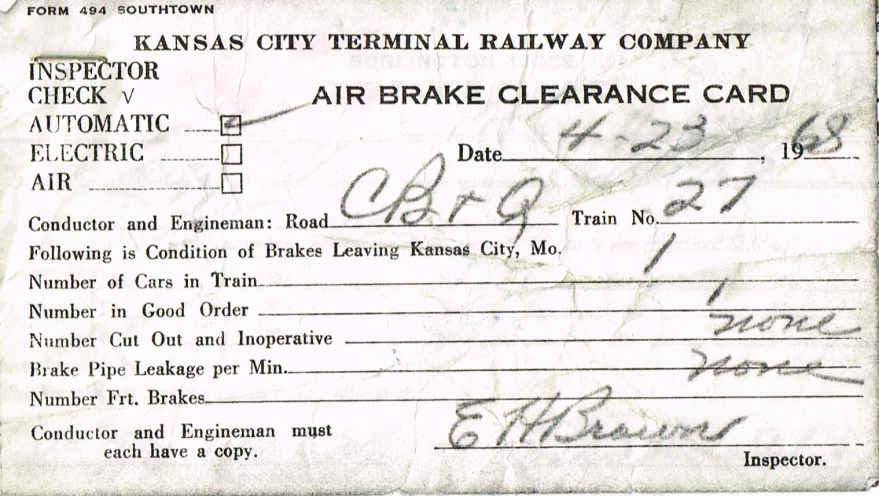 FORM 494 SOUTHTOWN
KANSAS CITY TERMINAL RAILWAY COMPANY
INSPECTOR
CHECK √
AIR BRAKE CLEARANCE CARD
AUTOMATIC
ELECTRIC
Date 4-23, 1968
AIR
Conductor and Engineman: Road CB+Q Train No. 27
Following is Condition of Brakes Leaving Kansas City, Mo.
Number of Cars in Train 1
Number in Good Order 1
Number Cut Out and Inoperative none
Brake Pipe Leakage per Min. none
Number Frt. Brakes
Conductor and Engineman must
each have a copy.
E H Brown
Inspector.